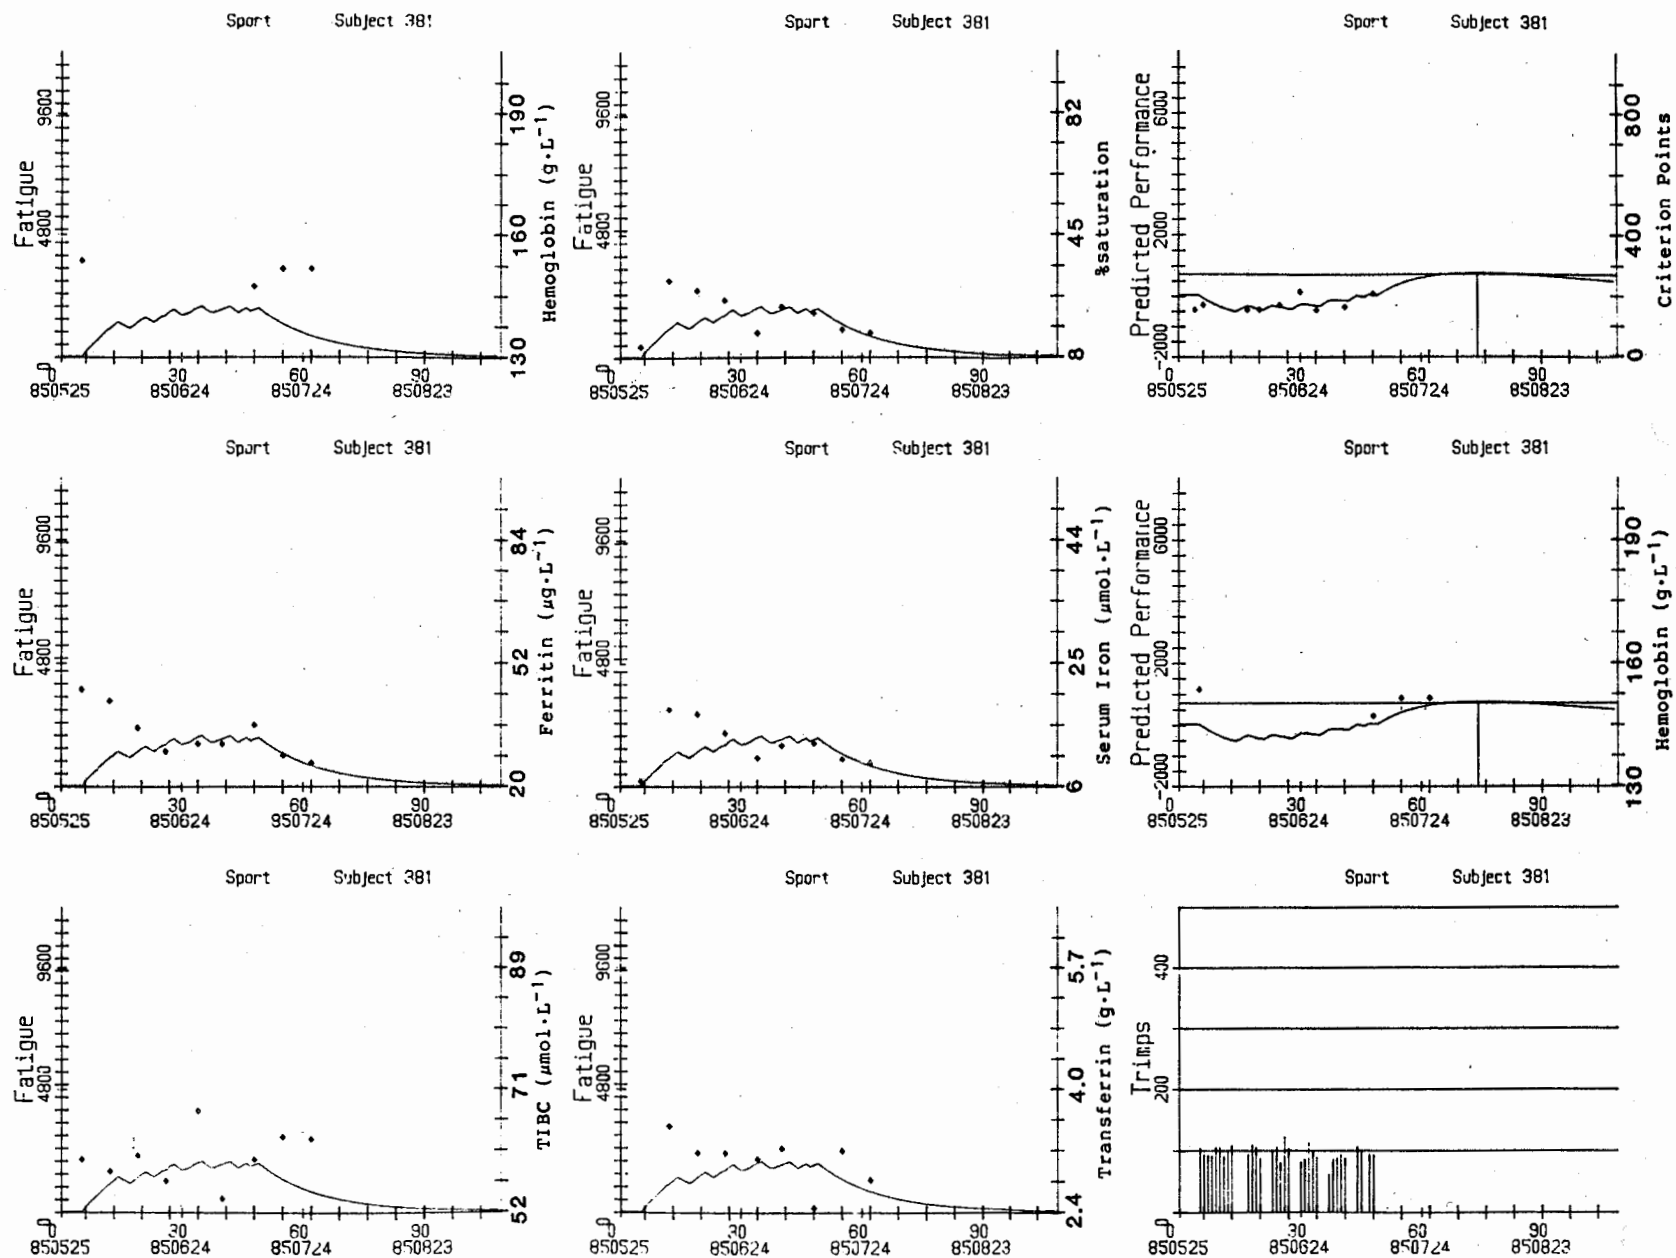 Sport Subject 381
Fatigue
9600
4800
0
190
160
130
Hemoglobin (g·L⁻¹)
0 30 60 90
850525 850624 850724 850823
Sport Subject 381
Fatigue
9600
4800
0
82
45
8
%saturation
0 30 60 90
850525 850624 850724 850823
Sport Subject 381
Predicted Performance
6000
2000
-2000
800
400
0
Criterion Points
0 30 60 90
850525 850624 850724 850823
Sport Subject 381
Fatigue
9600
4800
0
84
52
20
Feritin (µg·L⁻¹)
0 30 60 90
850525 850624 850724 850823
Sport Subject 381
Fatigue
9600
4800
0
44
25
6
Serum Iron (µmol·L⁻¹)
0 30 60 90
850525 850624 850724 850823
Sport Subject 381
Predicted Performance
6000
2000
-2000
190
160
130
Hemoglobin (g·L⁻¹)
0 30 60 90
850525 850624 850724 850823
Sport Subject 381
Fatigue
9600
4800
0
89
71
52
TIBC (µmol·L⁻¹)
0 30 60 90
850525 850624 850724 850823
Sport Subject 381
Fatigue
9600
4800
0
5.7
4.0
2.4
Transferrin (g·L⁻¹)
0 30 60 90
850525 850624 850724 850823
Sport Subject 381
Trimps
400
200
0
0 30 60 90
850525 850624 850724 850823